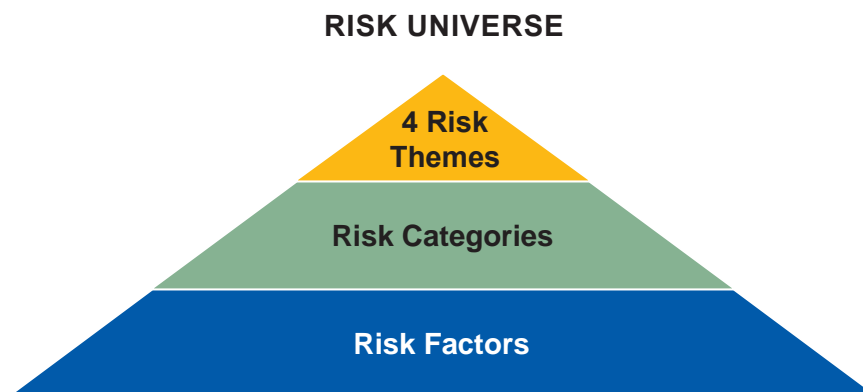 RISK UNIVERSE
4 Risk
Themes
Risk Categories
Risk Factors